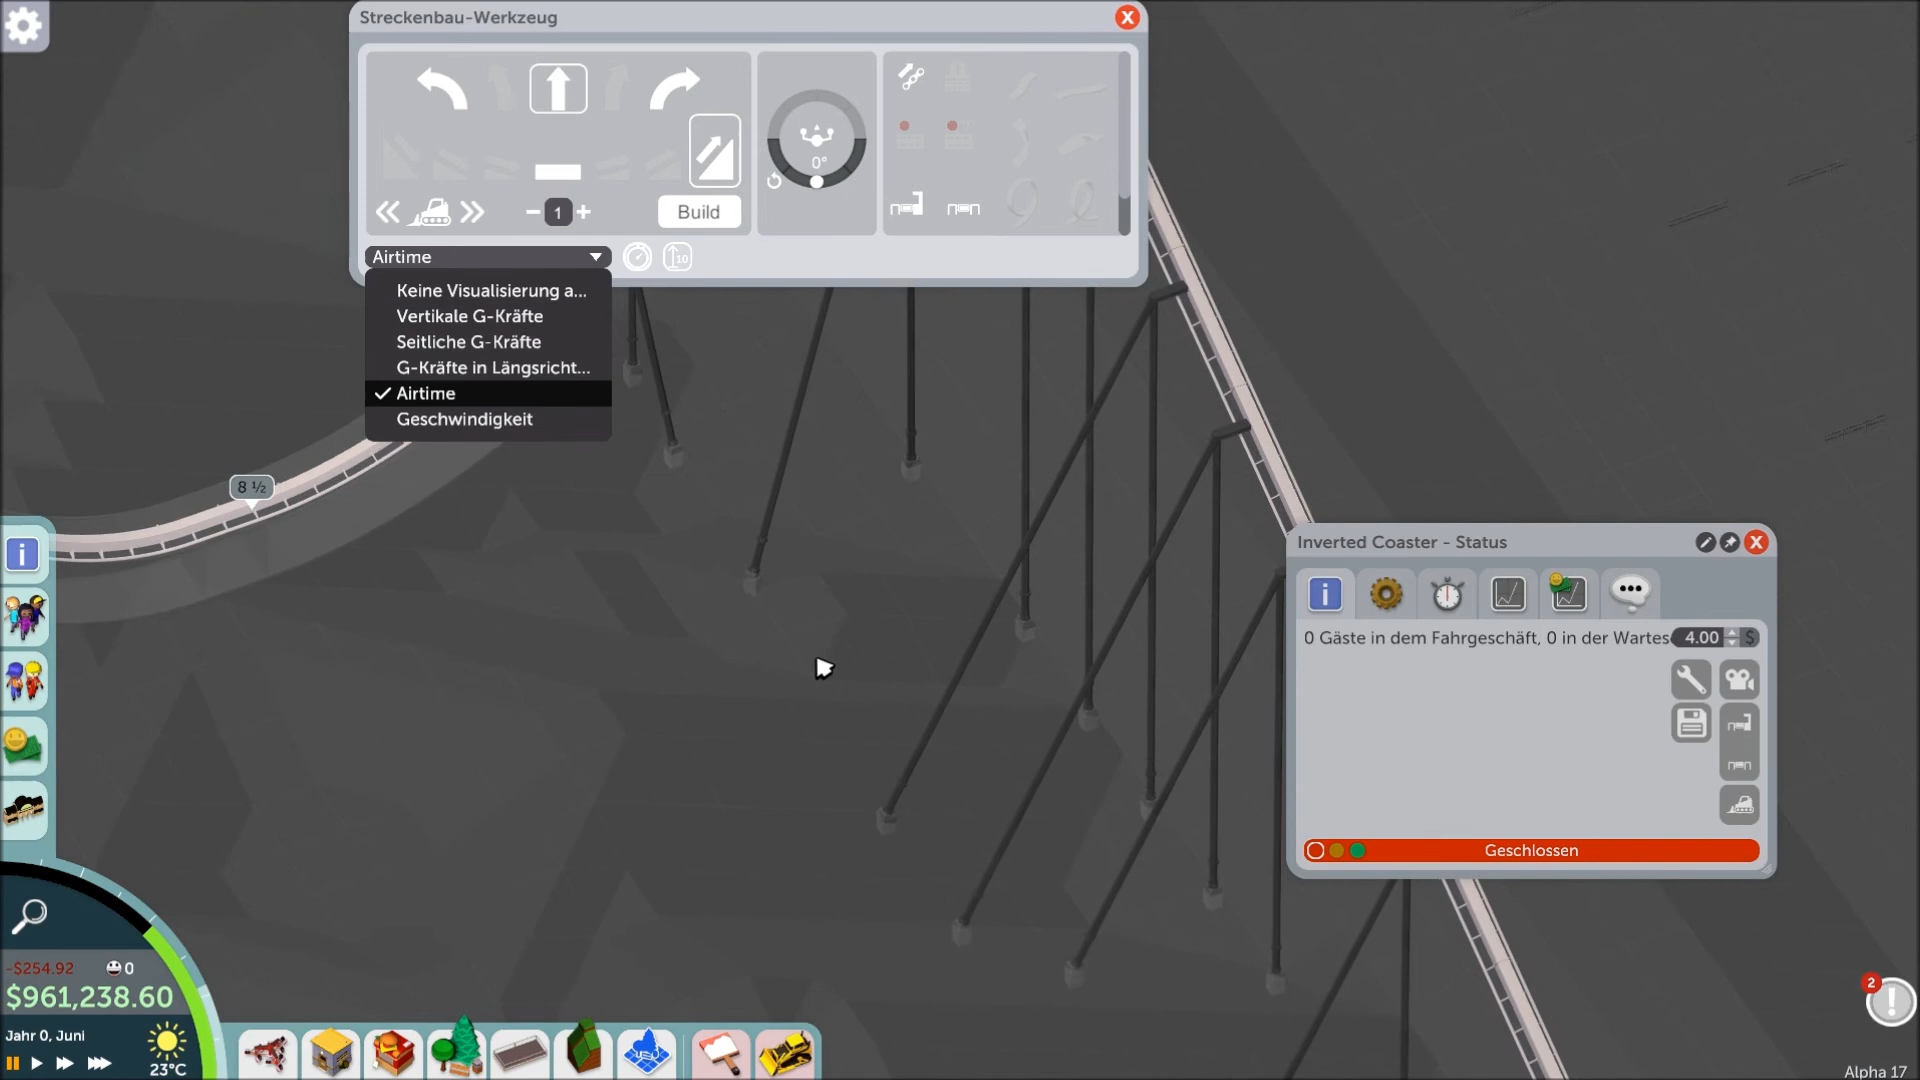 Streckenbau-Werkzeug
X
0°
1
Build
Airtime
10
Keine Visualisierung a...
Vertikale G-Kräfte
Seitliche G-Kräfte
G-Kräfte in Längsricht...
Airtime
Geschwindigkeit
8 ½
Inverted Coaster - Status
X
0 Gäste in dem Fahrgeschäft, 0 in der Wartes
4.00
$
Geschlossen
-$254.92
0
$961,238.60
Jahr 0, Juni
23°C
2
Alpha 17